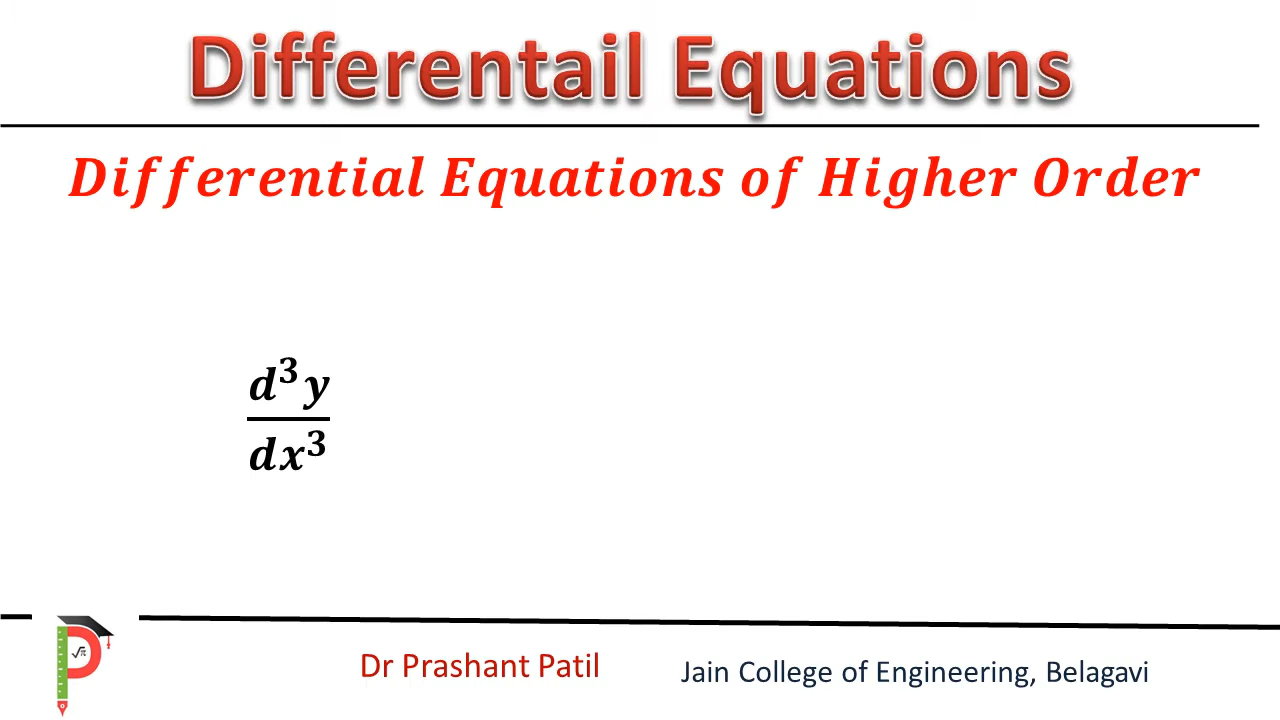 Differentail Equations
Differential Equations of Higher Order
d³y
dx³
√π
Dr Prashant Patil
Jain College of Engineering, Belagavi